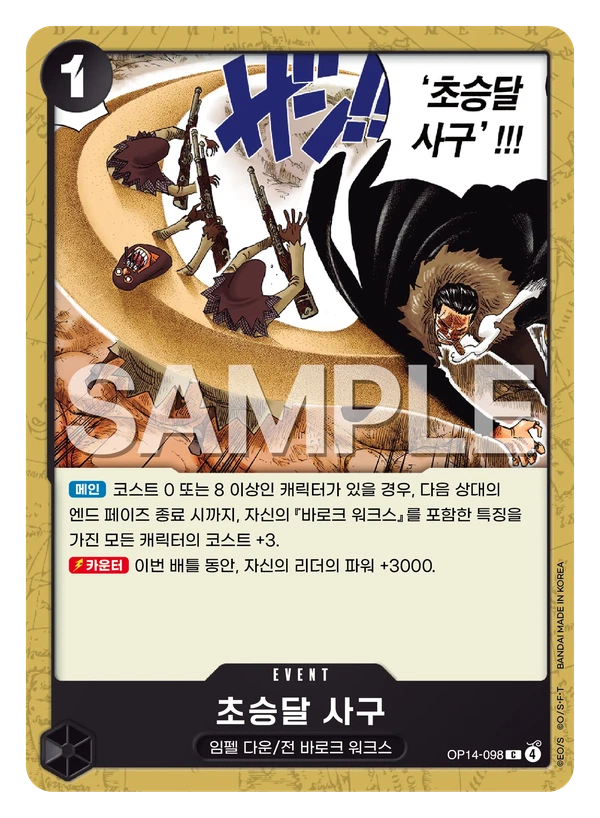 1
‘초승달
사구’!!!
ザン!!
SAMPLE
메인 코스트 0 또는 8 이상인 캐릭터가 있을 경우, 다음 상대의
엔드 페이즈 종료 시까지, 자신의 『바로크 워크스』를 포함한 특징을
가진 모든 캐릭터의 코스트 +3.
카운터 이번 배틀 동안, 자신의 리더의 파워 +3000.
EVENT
초승달 사구
임펠 다운/전 바로크 워크스
OP14-098 C 4
©EO/S ©O/S·F·T BANDAI MADE IN KOREA